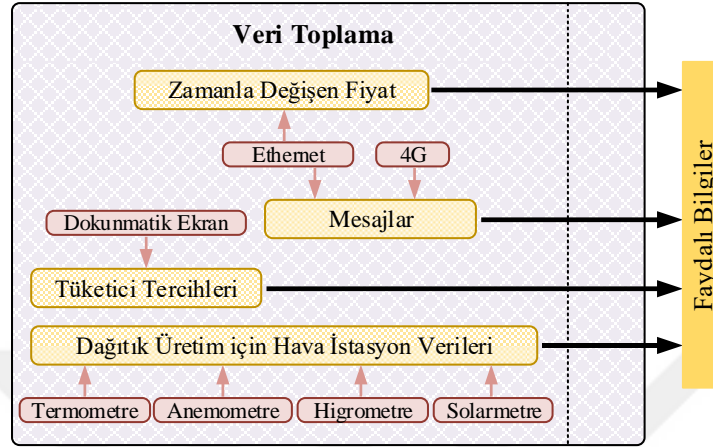 Veri Toplama
Zamanla Değişen Fiyat
Ethernet
4G
Dokunmatik Ekran
Mesajlar
Tüketici Tercihleri
Dağıtık Üretim için Hava İstasyon Verileri
Termometre
Anemometre
Higrometre
Solarmetre
Faydalı Bilgiler